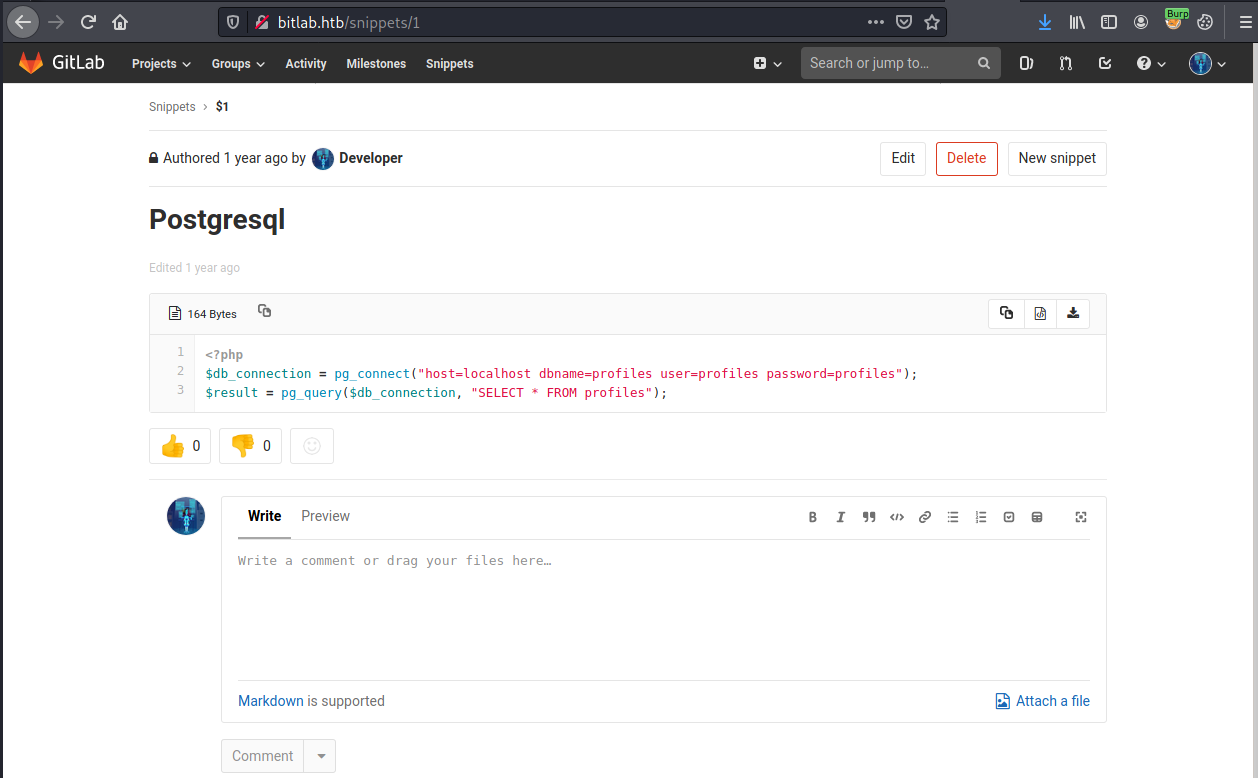 bitlab.htb/snippets/1
Burp
GitLab Projects Groups Activity Milestones Snippets Search or jump to...
Snippets > $1
Authored 1 year ago by Developer Edit Delete New snippet
Postgresql
Edited 1 year ago
164 Bytes
1 <?php
2 $db_connection = pg_connect("host=localhost dbname=profiles user=profiles password=profiles");
3 $result = pg_query($db_connection, "SELECT * FROM profiles");
0 0
Write Preview
Write a comment or drag your files here…
Markdown is supported Attach a file
Comment